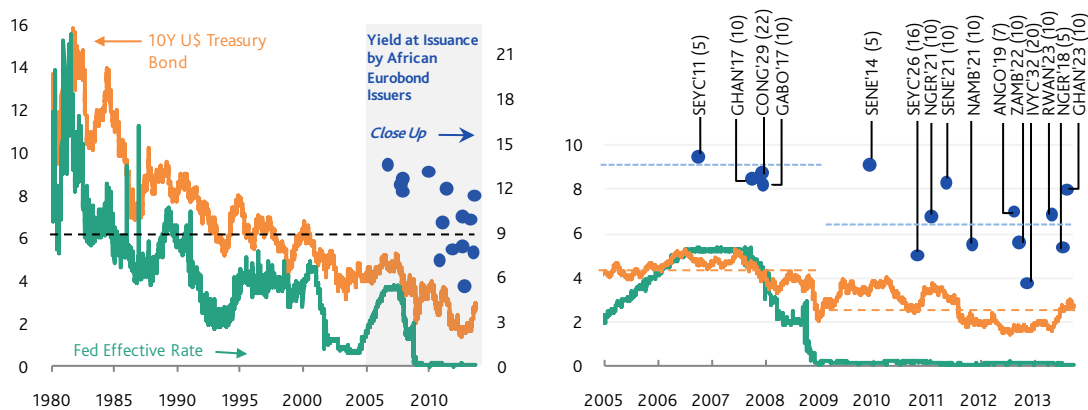 16
14
12
10
8
6
4
2
0
10Y U$ Treasury
Bond
Fed Effective Rate
Yield at Issuance
by African
Eurobond
Issuers
Close Up
21
18
15
12
9
6
3
0
1980
1985
1990
1995
2000
2005
2010
SEYC'11 (5)
GHAN'17 (10)
CONG'29 (22)
GABO'17 (10)
SENE'14 (5)
SEYC'26 (16)
NGER'21 (10)
SENE'21 (10)
NAMB'21 (10)
ANGO'19 (7)
ZAMB'22 (10)
IVYC'32 (20)
RWAN'23 (10)
NGER'18 (5)
GHAN'23 (10)
10
8
6
4
2
0
2005
2006
2007
2008
2009
2010
2011
2012
2013